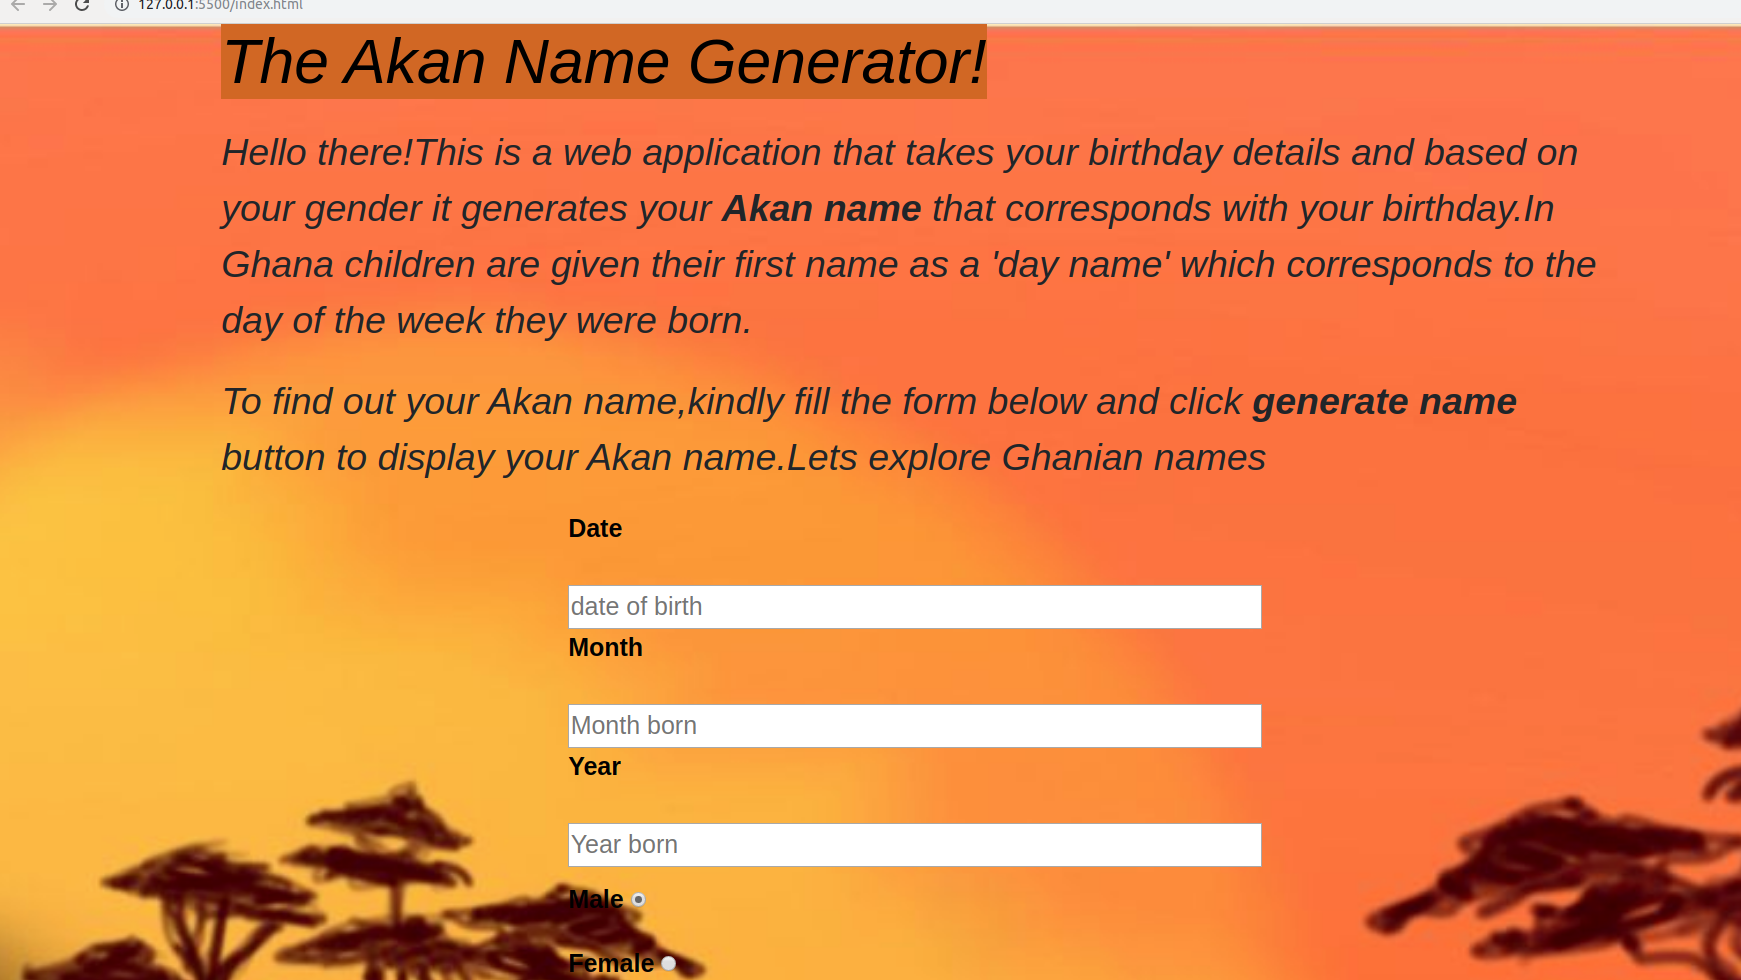 127.0.0.1:5500/index.html
The Akan Name Generator!
Hello there!This is a web application that takes your birthday details and based on
your gender it generates your Akan name that corresponds with your birthday.In
Ghana children are given their first name as a 'day name' which corresponds to the
day of the week they were born.
To find out your Akan name,kindly fill the form below and click generate name
button to display your Akan name.Lets explore Ghanian names
Date
date of birth
Month
Month born
Year
Year born
Male
Female